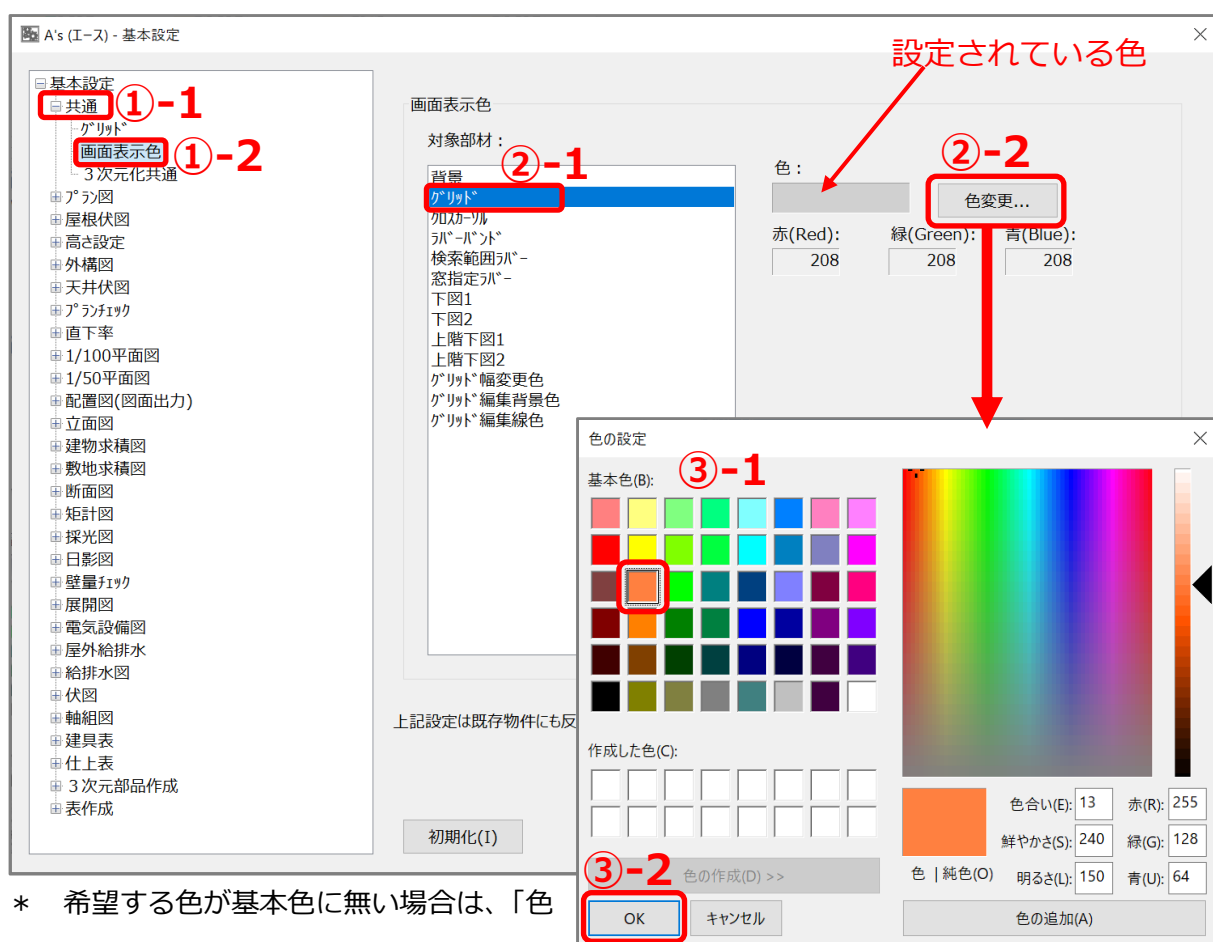 A's (エース) - 基本設定
設定されている色
基本設定
共通
①-1
ｸﾞﾘｯﾄﾞ
画面表示色
①-2
３次元化共通
ﾌﾟﾗﾝ図
屋根伏図
高さ設定
外構図
天井伏図
ﾌﾟﾗﾝﾁｪｯｸ
直下率
1/100平面図
1/50平面図
配置図(図面出力)
立面図
建物求積図
敷地求積図
断面図
矩計図
採光図
日影図
壁量ﾁｪｯｸ
展開図
電気設備図
屋外給排水
給排水図
伏図
軸組図
建具表
仕上表
３次元部品作成
表作成
画面表示色
対象部材：
②-1
背景
ｸﾞﾘｯﾄﾞ
ｸﾛｽｶｰｿﾙ
ﾗﾊﾞｰﾊﾞﾝﾄﾞ
検索範囲ﾗﾊﾞｰ
窓指定ﾗﾊﾞｰ
下図1
下図2
上階下図1
上階下図2
ｸﾞﾘｯﾄﾞ幅変更色
ｸﾞﾘｯﾄﾞ編集背景色
ｸﾞﾘｯﾄﾞ編集線色
色：
②-2
色変更...
赤(Red): 緑(Green): 青(Blue):
208 208 208
上記設定は既存物件にも反
初期化(I)
色の設定
基本色(B):
③-1
作成した色(C):
③-2
色の作成(D) >>
OK キャンセル
色 | 純色(O)
色合い(E): 13 赤(R): 255
鮮やかさ(S): 240 緑(G): 128
明るさ(L): 150 青(U): 64
色の追加(A)
* 希望する色が基本色に無い場合は、「色